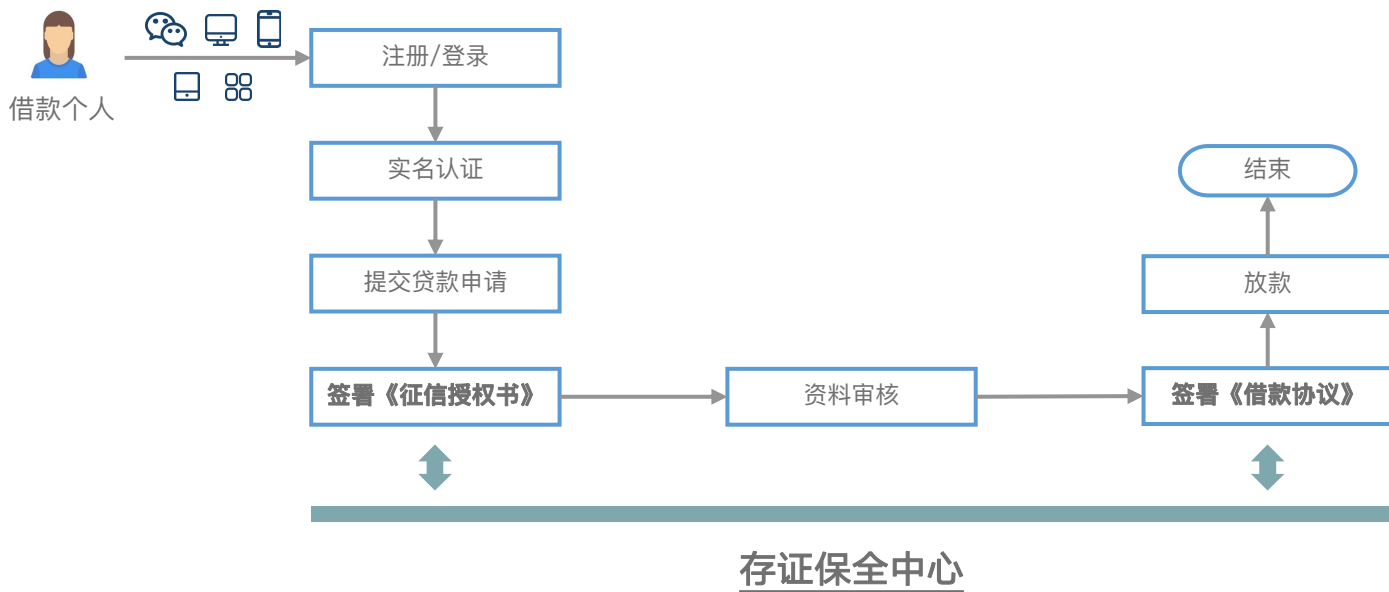 借款个人
注册/登录
实名认证
提交贷款申请
签署《征信授权书》
资料审核
签署《借款协议》
放款
结束
存证保全中心